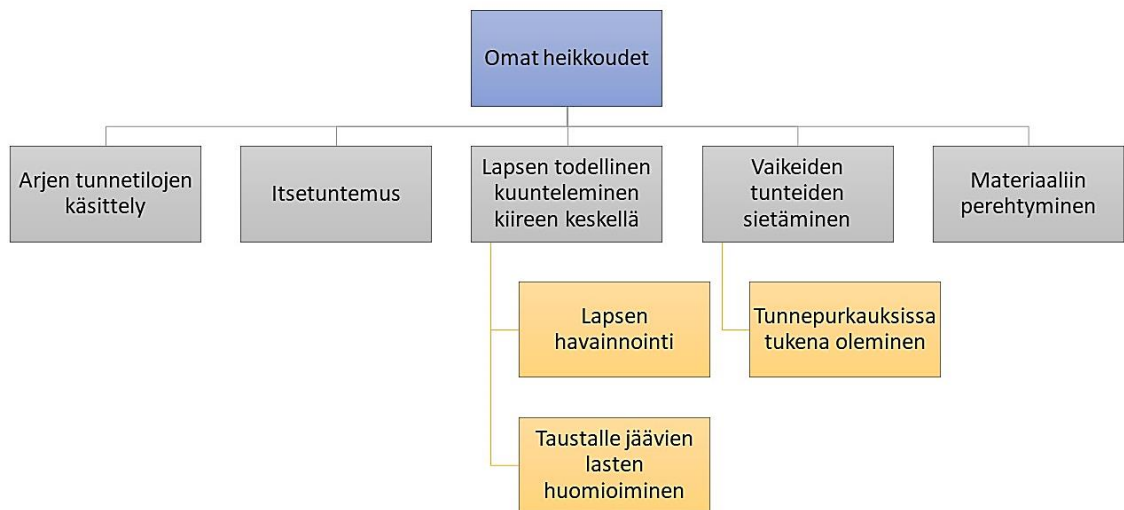 Omat heikkoudet
Arjen tunnetilojen
käsittely
Itsetuntemus
Lapsen todellinen
kuunteleminen
kiireen keskellä
Vaikeiden
tunteiden
sietäminen
Materiaaliin
perehtyminen
Lapsen
havainnointi
Tunnepurkauksissa
tukena oleminen
Taustalle jäävien
lasten
huomioiminen